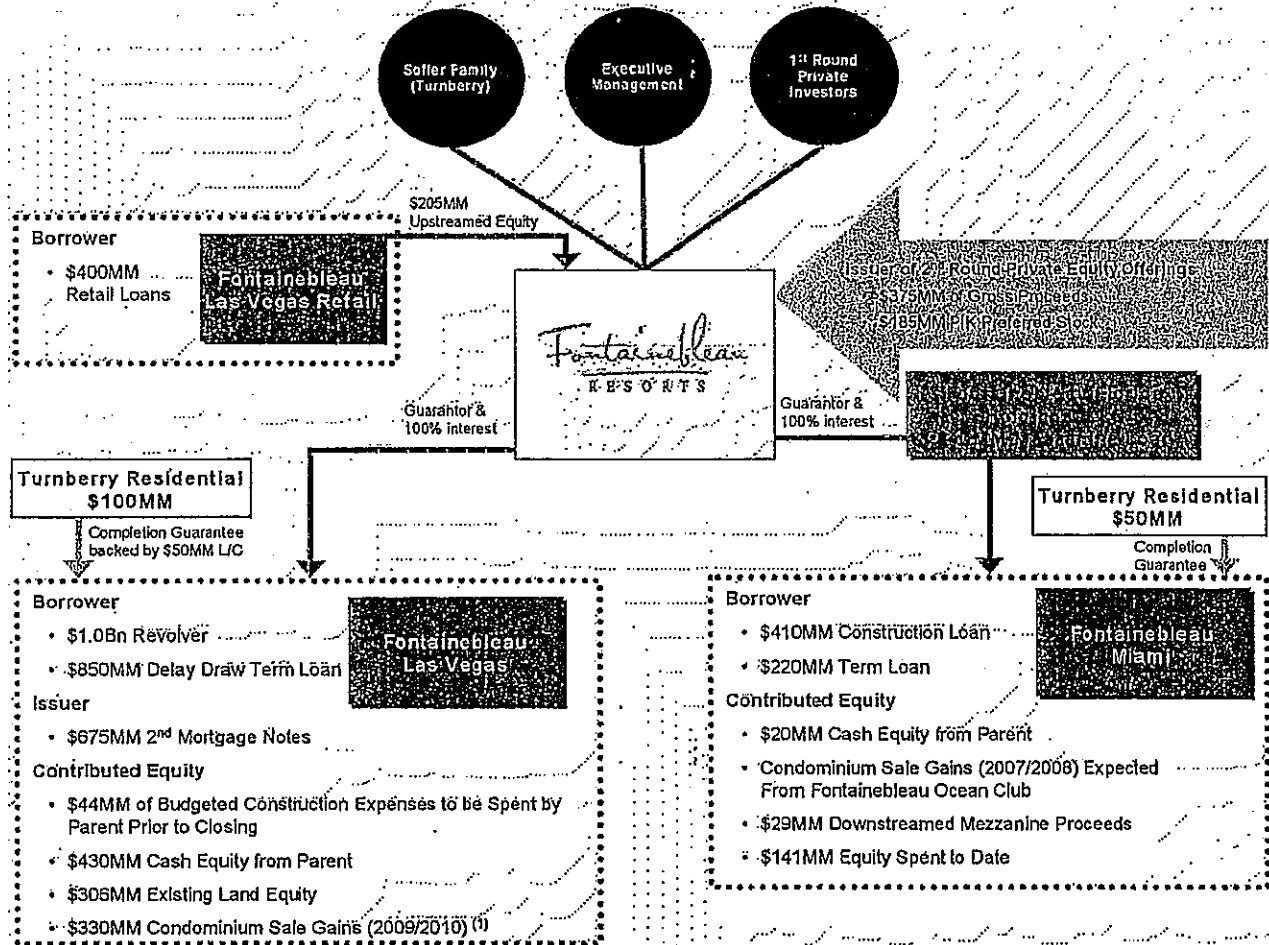 Soffer Family
(Turnberry)
Executive
Management
1st Round
Private
Investors
$205MM
Upstreamed Equity
Borrower
• $400MM
Retail Loans
Fontainebleau
Las Vegas Retail
Issuer of 2nd Round Private Equity Offerings
$375MM of Gross Proceeds
$185MM PIK Preferred Stock
Fontainebleau
RESORTS
Guarantor &
100% interest
Guarantor &
100% interest
Turnberry Residential
$100MM
Completion Guarantee
backed by $50MM L/C
Turnberry Residential
$50MM
Completion
Guarantee
Borrower
• $1.0Bn Revolver
• $850MM Delay Draw Term Loan
Fontainebleau
Las Vegas
Issuer
• $675MM 2nd Mortgage Notes
Contributed Equity
• $44MM of Budgeted Construction Expenses to be Spent by
Parent Prior to Closing
• $430MM Cash Equity from Parent
• $306MM Existing Land Equity
• $330MM Condominium Sale Gains (2009/2010) (1)
Borrower
• $410MM Construction Loan
• $220MM Term Loan
Fontainebleau
Miami
Contributed Equity
• $20MM Cash Equity from Parent
• Condominium Sale Gains (2007/2008) Expected
From Fontainebleau Ocean Club
• $29MM Downstreamed Mezzanine Proceeds
• $141MM Equity Spent to Date